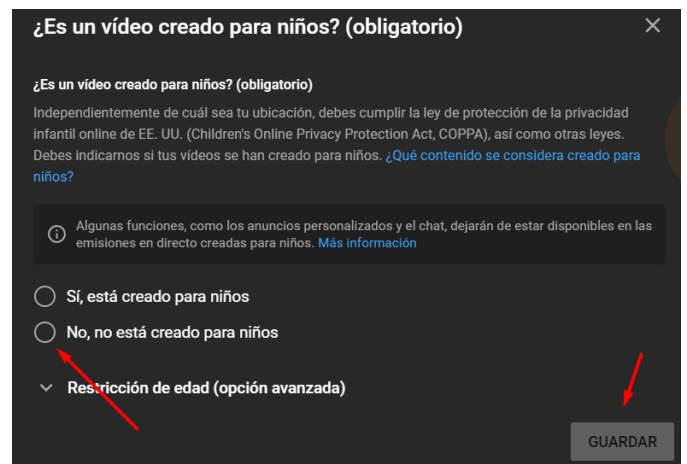 ¿Es un vídeo creado para niños? (obligatorio)
¿Es un vídeo creado para niños? (obligatorio)
Independientemente de cuál sea tu ubicación, debes cumplir la ley de protección de la privacidad
infantil online de EE. UU. (Children's Online Privacy Protection Act, COPPA), así como otras leyes.
Debes indicarnos si tus vídeos se han creado para niños. ¿Qué contenido se considera creado para
niños?
Algunas funciones, como los anuncios personalizados y el chat, dejarán de estar disponibles en las
emisiones en directo creadas para niños. Más información
Sí, está creado para niños
No, no está creado para niños
Restricción de edad (opción avanzada)
GUARDAR